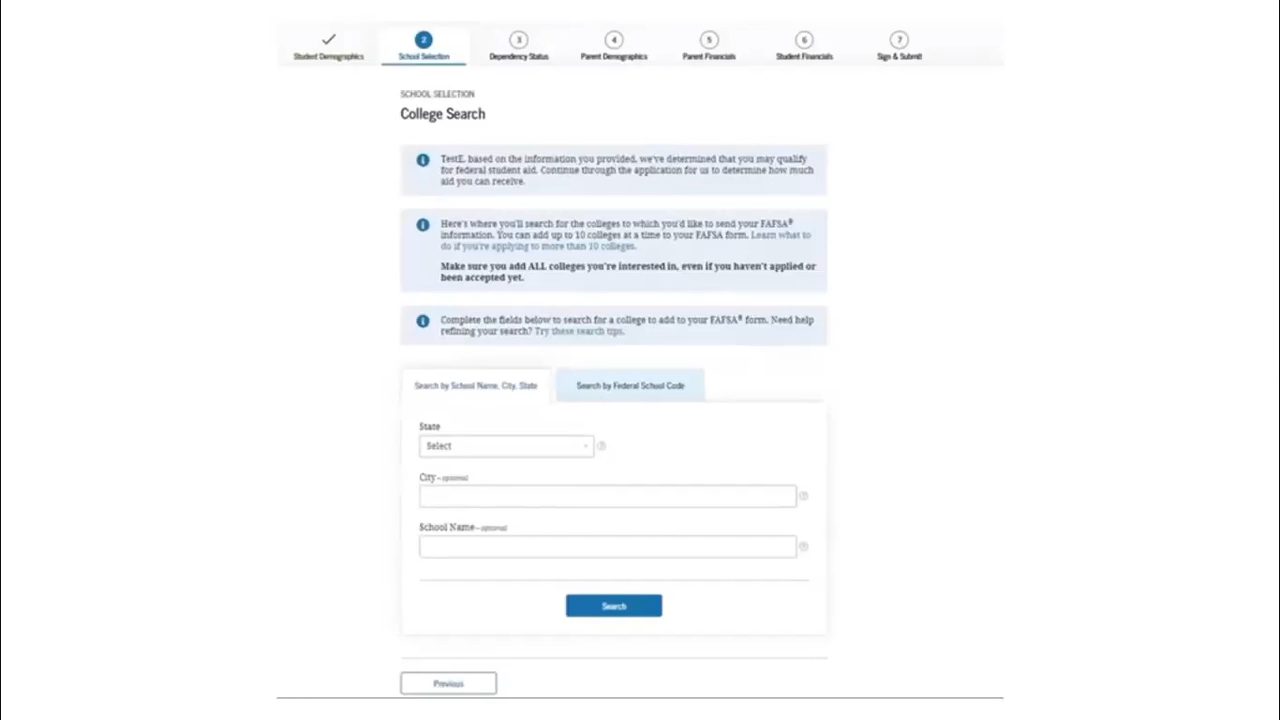 2 3 4 5 6 7
Student Demographics School Selection Dependency Status Parent Demographics Parent Financials Student Financials Sign & Submit
SCHOOL SELECTION
College Search
TestE, based on the information you provided, we've determined that you may qualify
for federal student aid. Continue through the application for us to determine how much
aid you can receive.
Here's where you'll search for the colleges to which you'd like to send your FAFSA®
information. You can add up to 10 colleges at a time to your FAFSA form. Learn what to
do if you're applying to more than 10 colleges.
Make sure you add ALL colleges you're interested in, even if you haven't applied or
been accepted yet.
Complete the fields below to search for a college to add to your FAFSA® form. Need help
refining your search? Try these search tips.
Search by School Name, City, State Search by Federal School Code
State
Select
City - optional
School Name - optional
Search
Previous